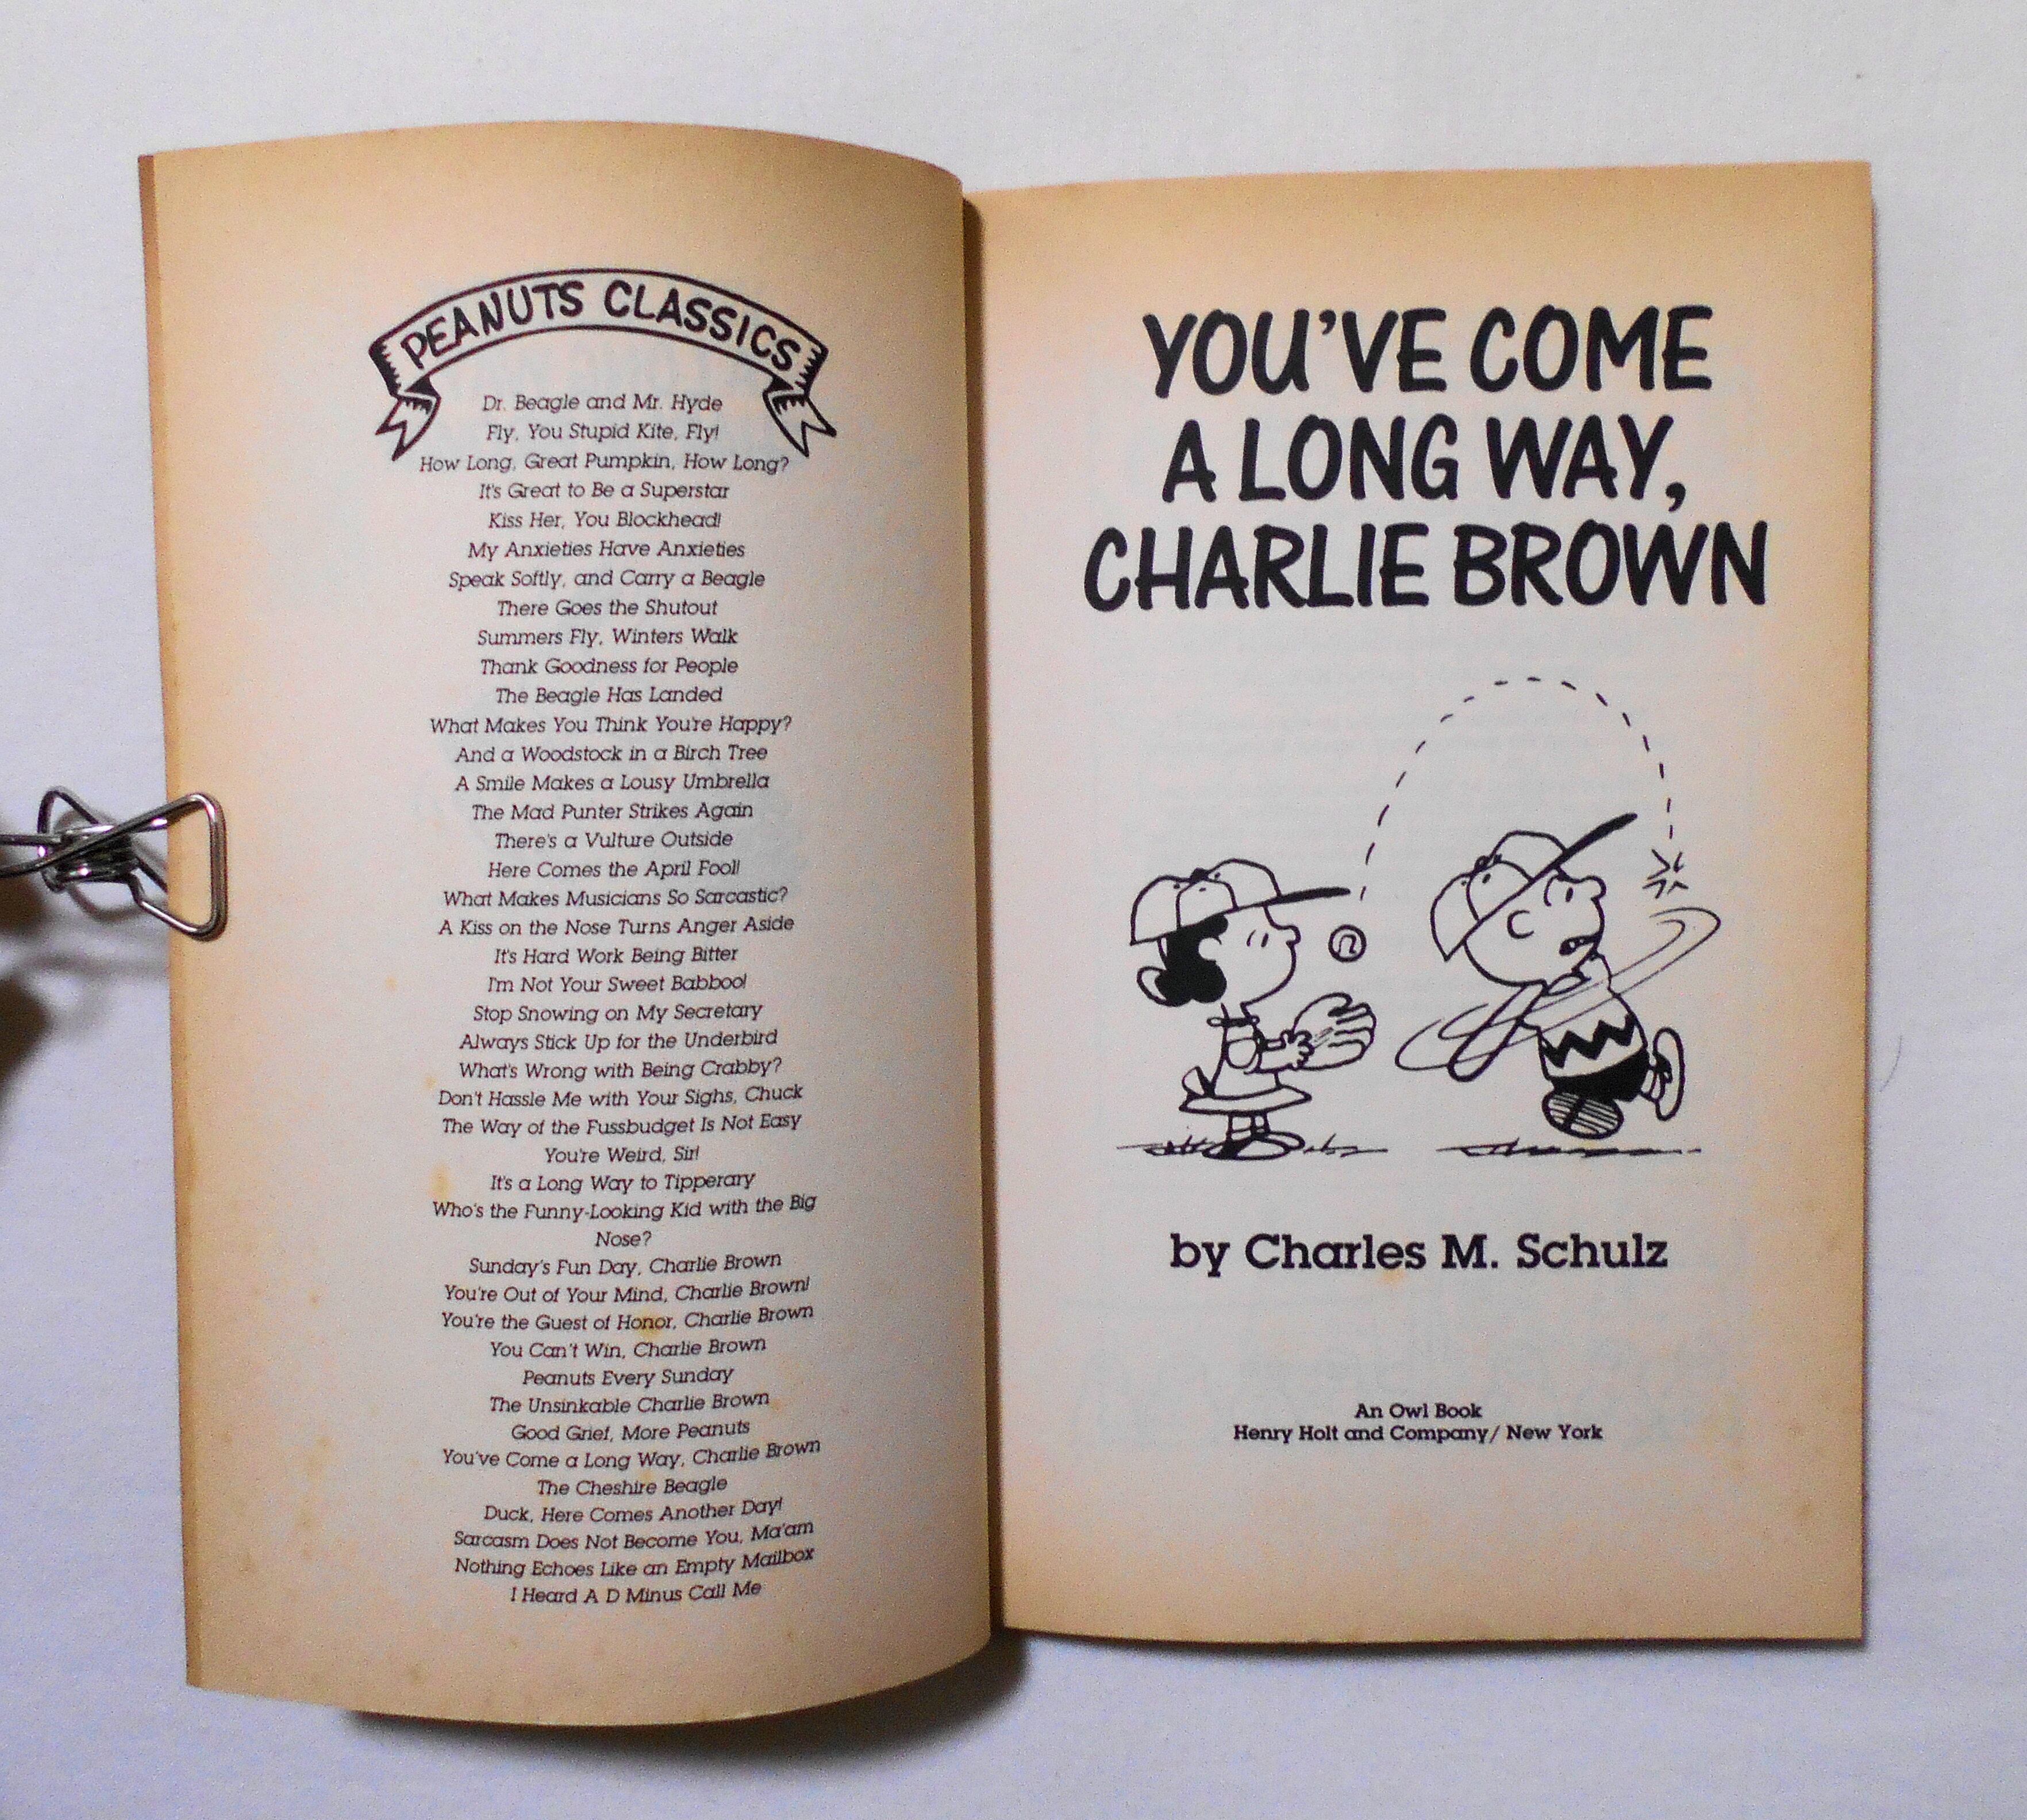 PEANUTS CLASSICS
Dr. Beagle and Mr. Hyde
Fly, You Stupid Kite, Fly!
How Long, Great Pumpkin, How Long?
It's Great to Be a Superstar
Kiss Her, You Blockhead!
My Anxieties Have Anxieties
Speak Softly, and Carry a Beagle
There Goes the Shutout
Summers Fly, Winters Walk
Thank Goodness for People
The Beagle Has Landed
What Makes You Think You're Happy?
And a Woodstock in a Birch Tree
A Smile Makes a Lousy Umbrella
The Mad Punter Strikes Again
There's a Vulture Outside
Here Comes the April Fool!
What Makes Musicians So Sarcastic?
A Kiss on the Nose Turns Anger Aside
It's Hard Work Being Bitter
I'm Not Your Sweet Babboo!
Stop Snowing on My Secretary
Always Stick Up for the Underbird
What's Wrong with Being Crabby?
Don't Hassle Me with Your Sighs, Chuck
The Way of the Fussbudget Is Not Easy
You're Weird, Sir!
It's a Long Way to Tipperary
Who's the Funny-Looking Kid with the Big
Nose?
Sunday's Fun Day, Charlie Brown
You're Out of Your Mind, Charlie Brown!
You're the Guest of Honor, Charlie Brown
You Can't Win, Charlie Brown
Peanuts Every Sunday
The Unsinkable Charlie Brown
Good Grief, More Peanuts
You've Come a Long Way, Charlie Brown
The Cheshire Beagle
Duck, Here Comes Another Day!
Sarcasm Does Not Become You, Ma'am
Nothing Echoes Like an Empty Mailbox
I Heard A D Minus Call Me
YOU'VE COME
A LONG WAY,
CHARLIE BROWN
by Charles M. Schulz
An Owl Book
Henry Holt and Company/ New York